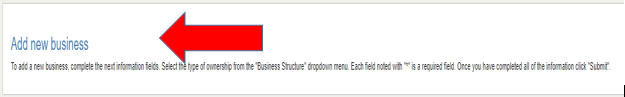 Add new business
To add a new business, complete the next information fields. Select the type of ownership from the "Business Structure" dropdown menu. Each field noted with "*" is a required field. Once you have completed all of the information click "Submit".